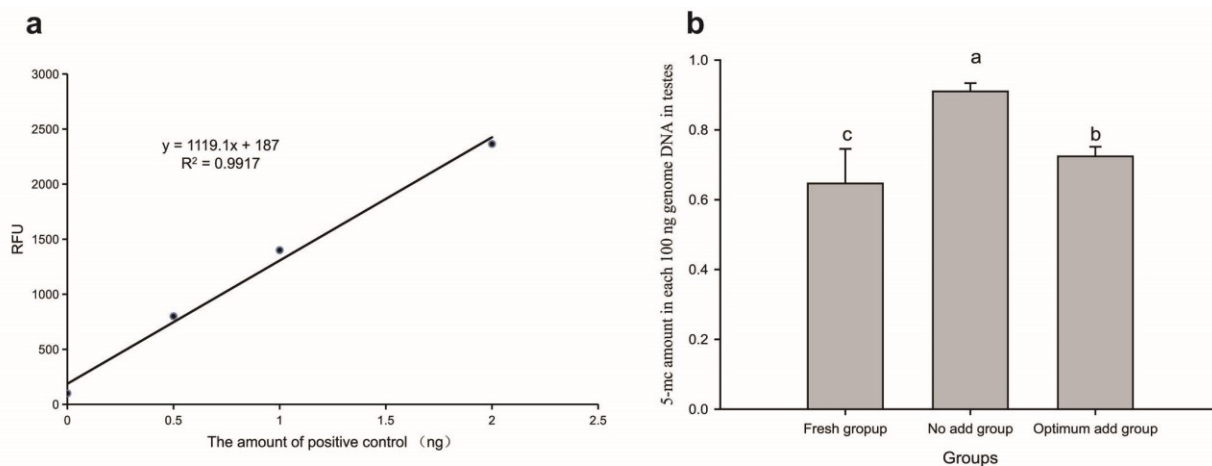 a
3000
2500
2000
1500
1000
500
0
RFU
y = 1119.1x + 187
R² = 0.9917
0 0.5 1 1.5 2 2.5
The amount of positive control （ng）
b
1.0
0.8
0.6
0.4
0.2
0.0
5-mc amount in each 100 ng genome DNA in testes
c
a
b
Fresh gropup No add group Optimum add group
Groups